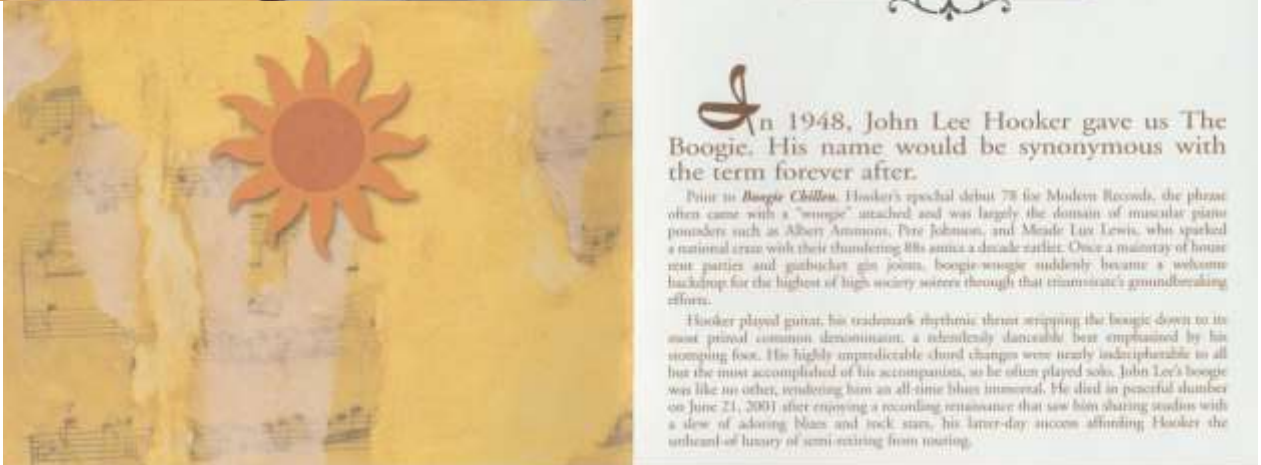 In 1948, John Lee Hooker gave us The
Boogie. His name would be synonymous with
the term forever after.
Prior to Boogie Chillen, Hooker's epochal debut 78 for Modern Records, the phrase
often came with a "woogie" attached and was largely the domain of muscular piano
pounders such as Albert Ammons, Pete Johnson, and Meade Lux Lewis, who sparked
a national craze with their thundering 88s antics a decade earlier. Once a mainstay of house
rent parties and gutbucket gin joints, boogie-woogie suddenly became a welcome
backdrop for the highest of high society soirees through that triumvirate's groundbreaking
efforts.
Hooker played guitar, his trademark rhythmic thrust stripping the boogie down to its
most primal common denominator, a relentlessly danceable beat emphasized by his
stomping foot. His highly unpredictable chord changes were nearly indecipherable to all
but the most accomplished of his accompanists, so he often played solo. John Lee's boogie
was like no other, rendering him an all-time blues immortal. He died in peaceful slumber
on June 21, 2001 after enjoying a recording renaissance that saw him sharing studios with
a slew of adoring blues and rock stars, his latter-day success affording Hooker the
unheard-of luxury of semi-retiring from touring.